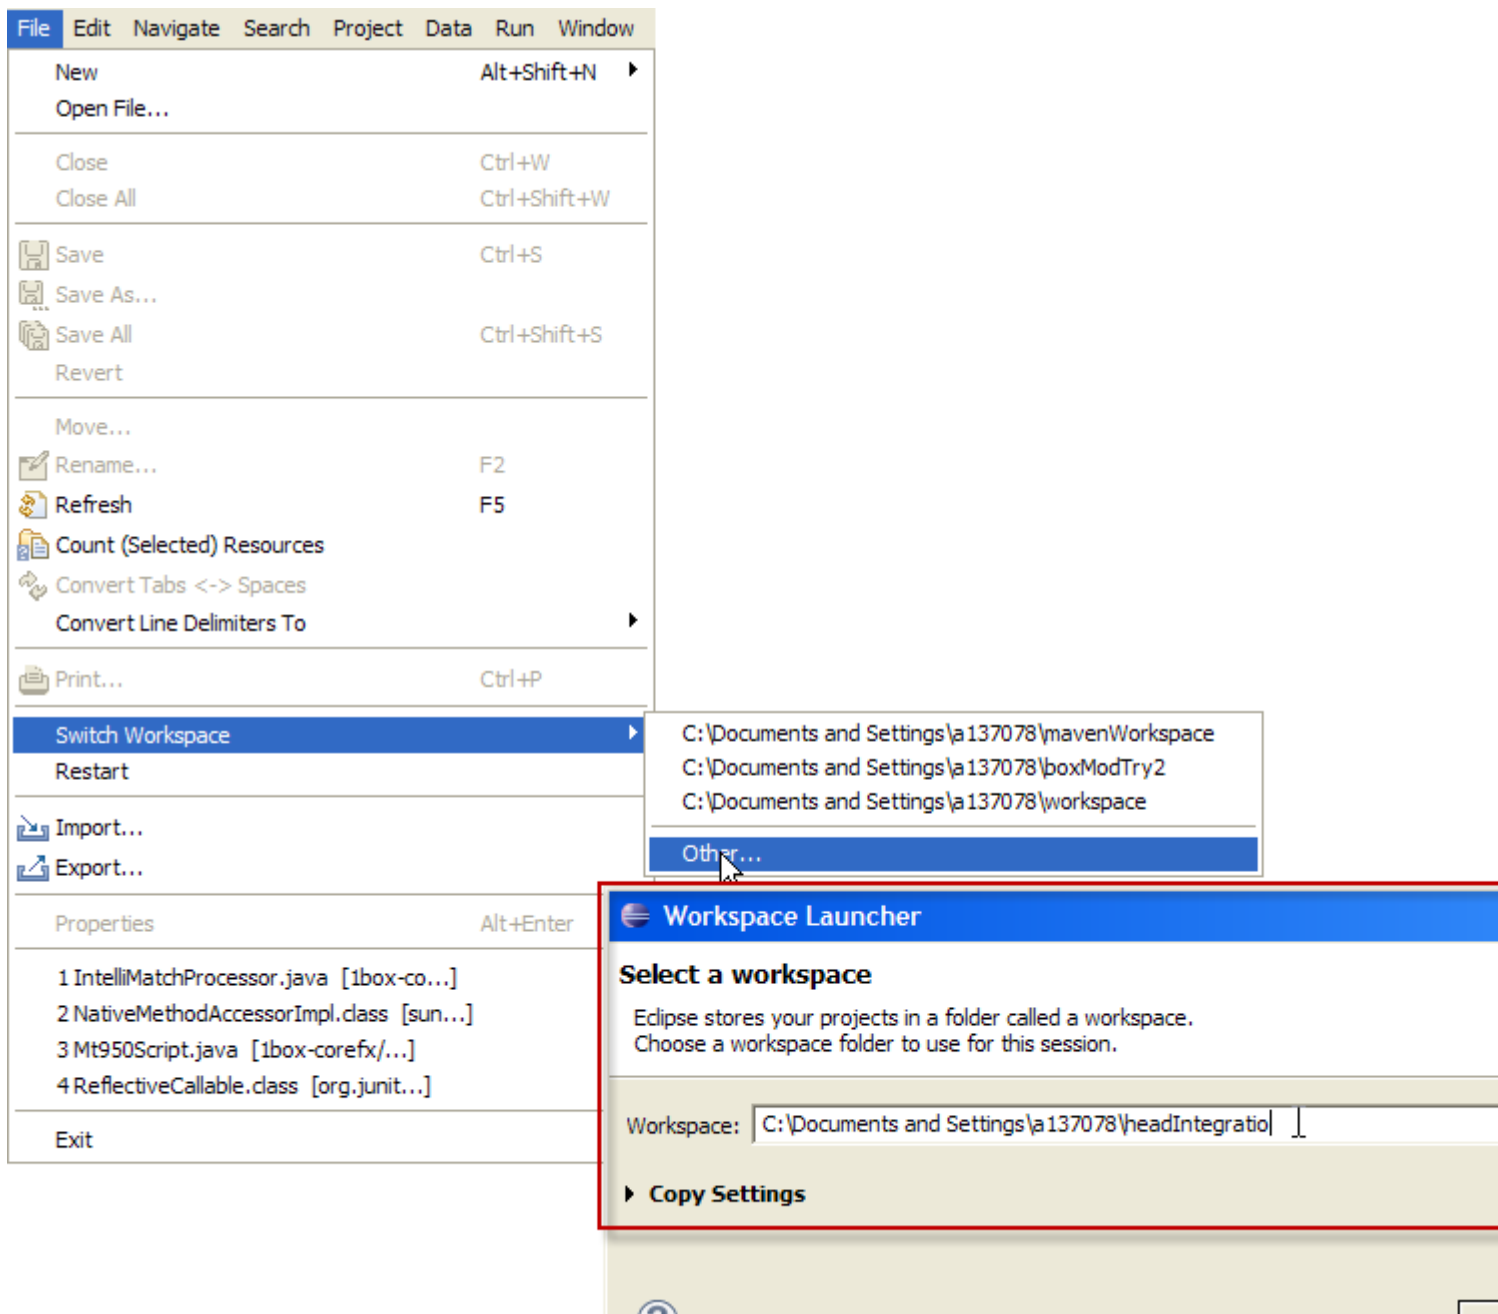 File Edit Navigate Search Project Data Run Window
New Alt+Shift+N
Open File...
Close Ctrl+W
Close All Ctrl+Shift+W
Save Ctrl+S
Save As...
Save All Ctrl+Shift+S
Revert
Move...
Rename... F2
Refresh F5
Count (Selected) Resources
Convert Tabs <-> Spaces
Convert Line Delimiters To
Print... Ctrl+P
Switch Workspace
Restart
Import...
Export...
Properties Alt+Enter
1 IntelliMatchProcessor.java [1box-co...]
2 NativeMethodAccessorImpl.class [sun...]
3 Mt950Script.java [1box-corefx/...]
4 ReflectiveCallable.class [org.junit...]
Exit
C:\Documents and Settings\a137078\mavenWorkspace
C:\Documents and Settings\a137078\boxModTry2
C:\Documents and Settings\a137078\workspace
Other...
Workspace Launcher
Select a workspace
Eclipse stores your projects in a folder called a workspace.
Choose a workspace folder to use for this session.
Workspace: C:\Documents and Settings\a137078\headIntegratio
Copy Settings